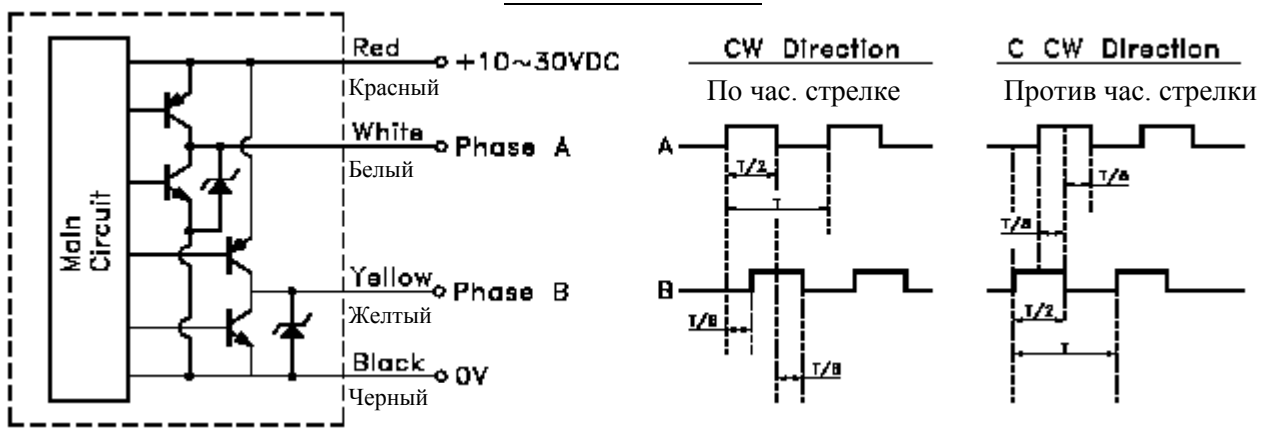 Main Circuit
Red
Красный
+10~30VDC
White
Белый
Phase A
Yellow
Желтый
Phase B
Black
Черный
0V
CW Direction
По час. стрелке
A
T/2
T
B
T/8
T/8
C CW Direction
Против час. стрелки
T/8
T/8
T/2
T